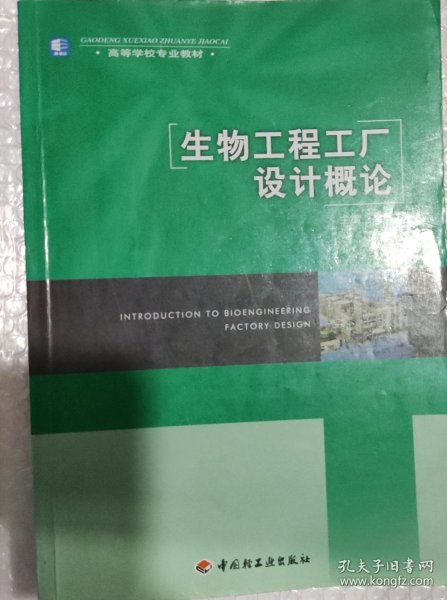 GAODENG XUEXIAO ZHUANYE JIAOCAI
·高等学校专业教材·
生物工程工厂
设计概论
INTRODUCTION TO BIOENGINEERING
FACTORY DESIGN
中国轻工业出版社
孔夫子旧书网
book.kongfz.com